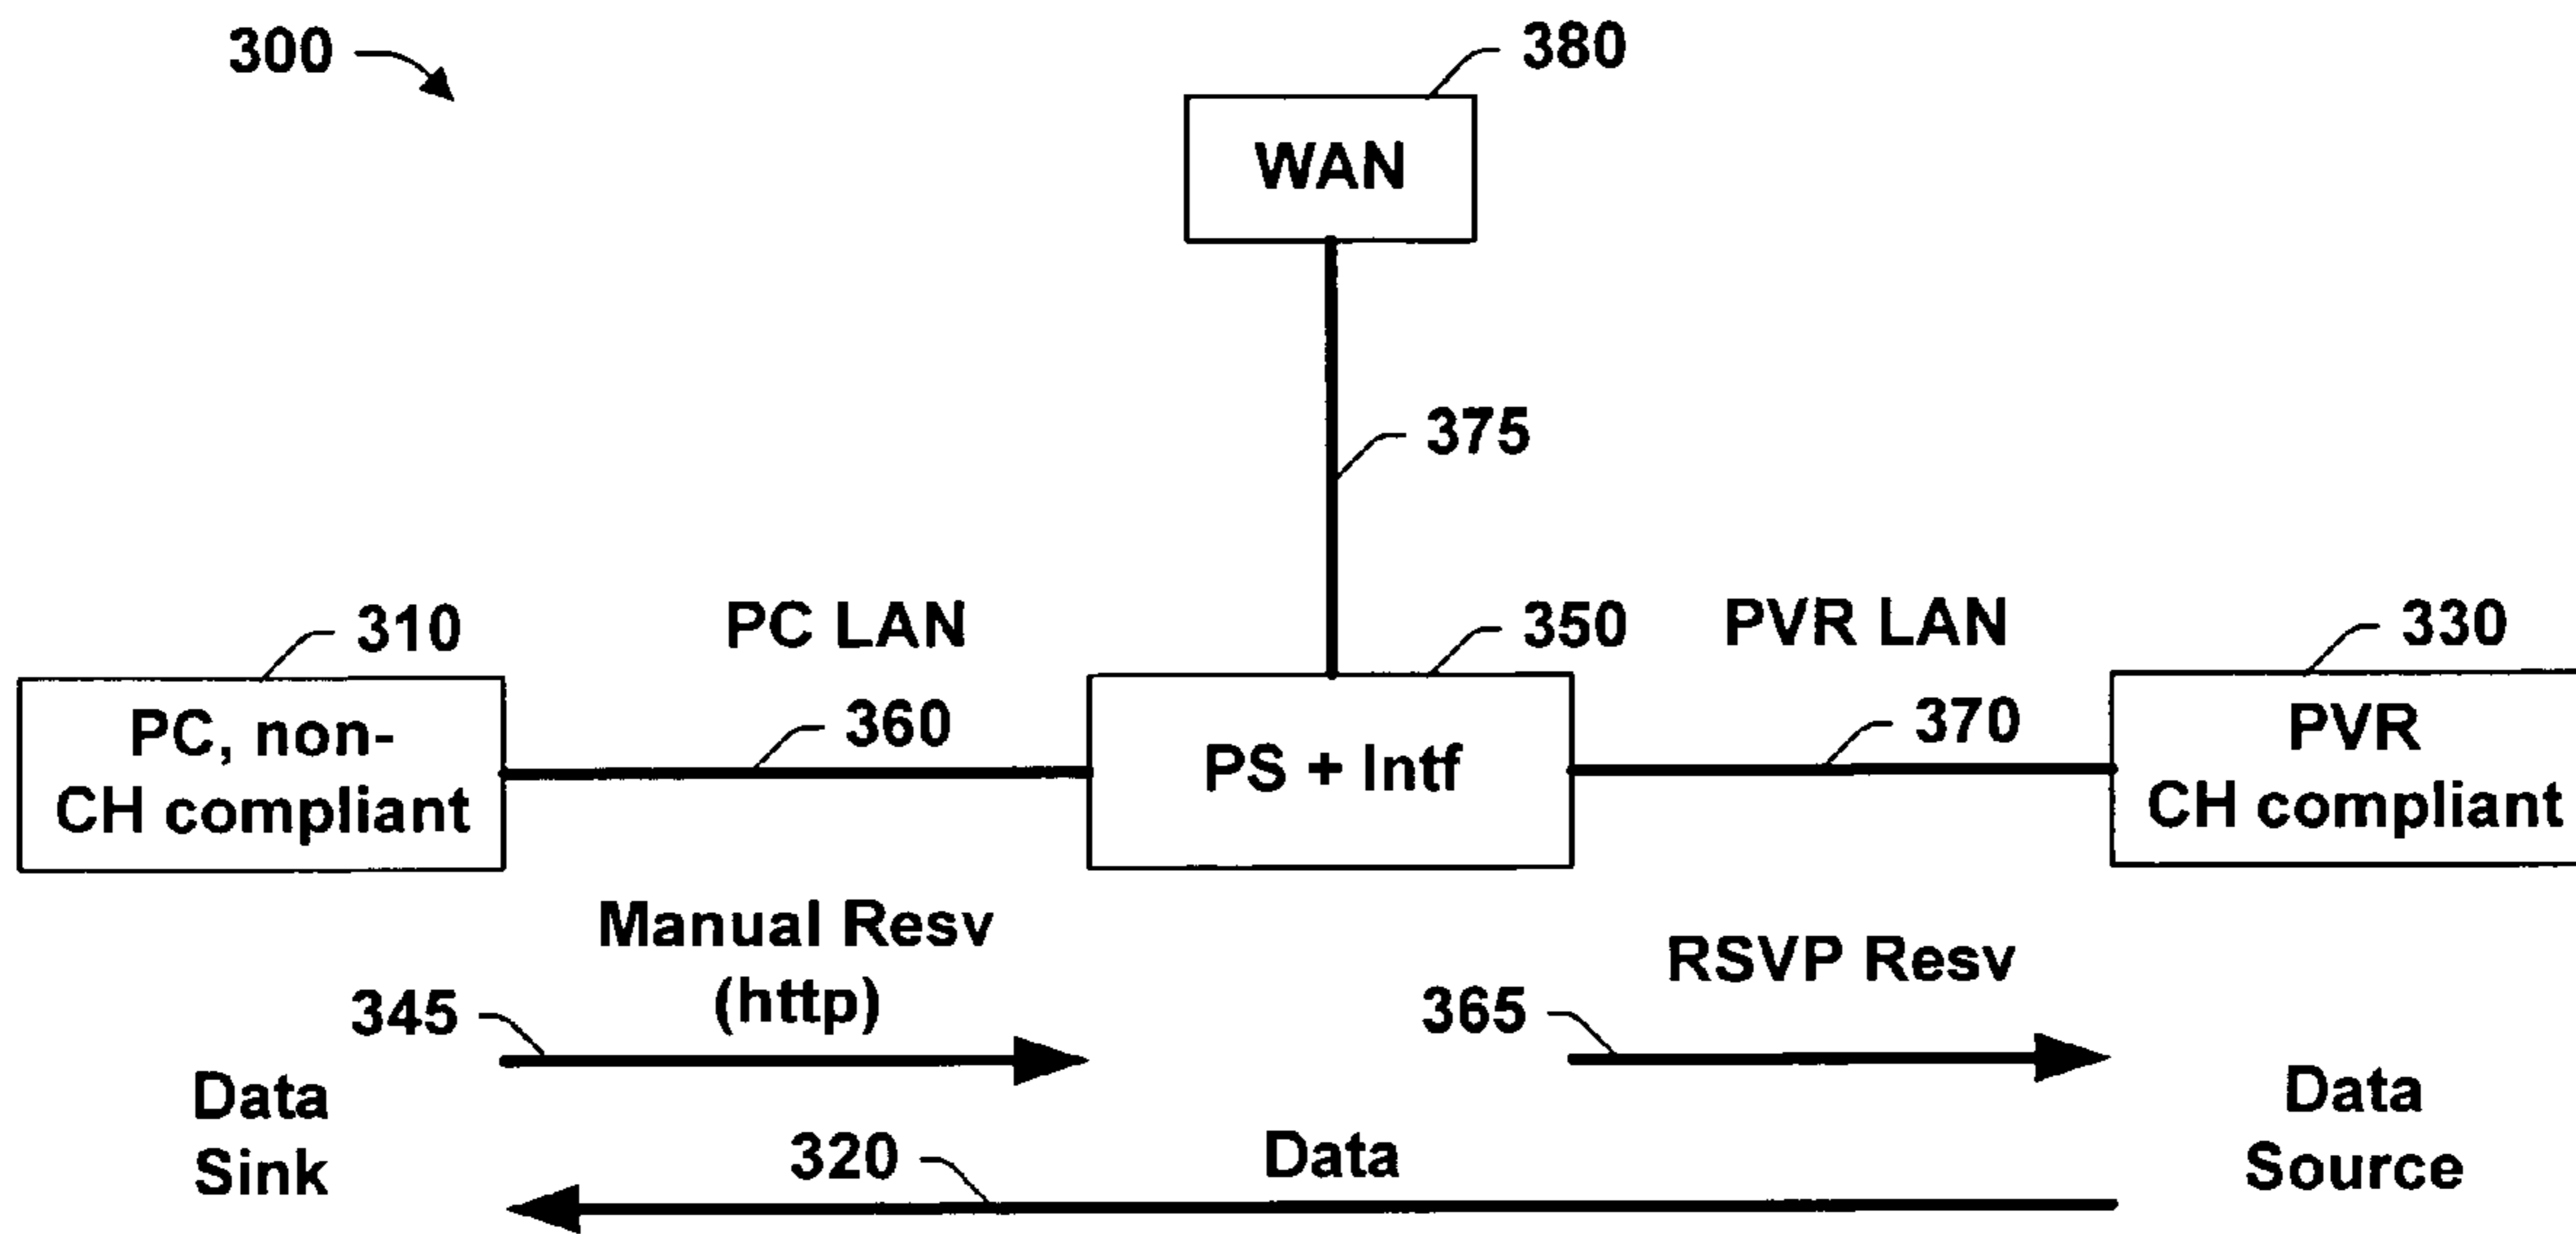 300
380
WAN
375
310
PC LAN
350
PVR LAN
330
PC, non-
CH compliant
360
PS + Intf
370
PVR
CH compliant
Manual Resv
(http)
RSVP Resv
345
365
Data
Sink
320
Data
Data
Source